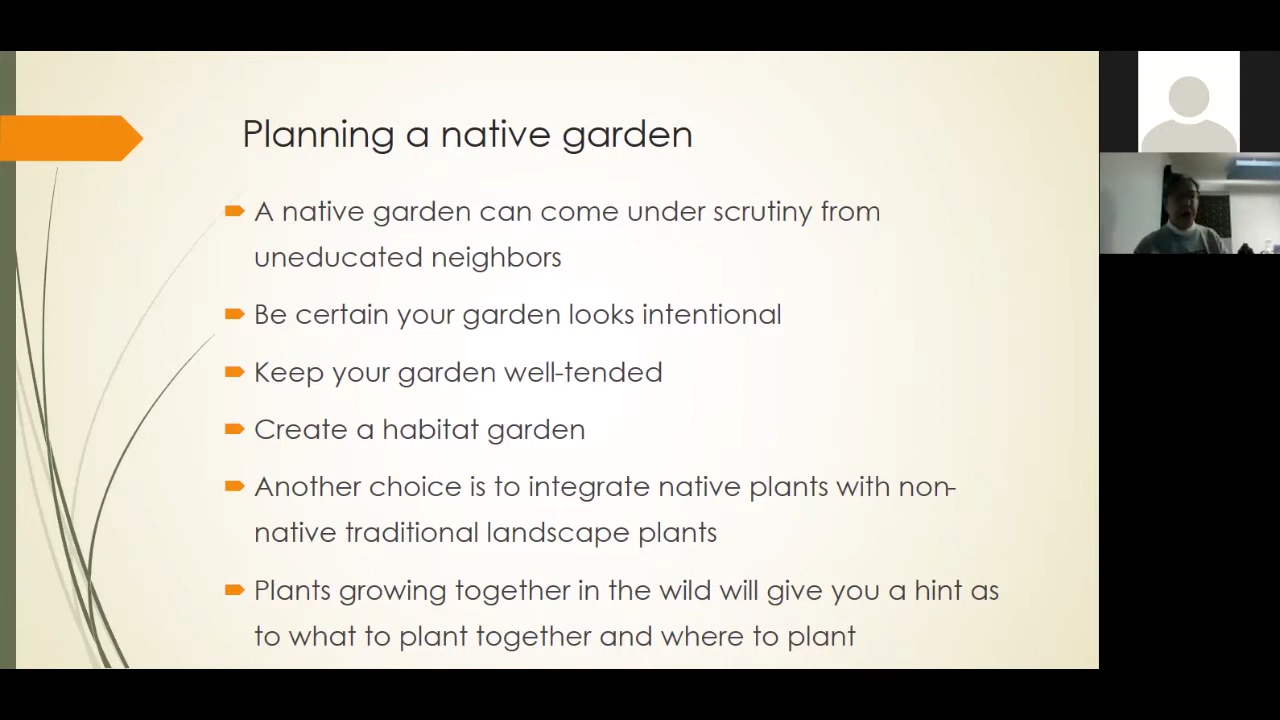 Planning a native garden
A native garden can come under scrutiny from
uneducated neighbors
Be certain your garden looks intentional
Keep your garden well-tended
Create a habitat garden
Another choice is to integrate native plants with non-
native traditional landscape plants
Plants growing together in the wild will give you a hint as
to what to plant together and where to plant